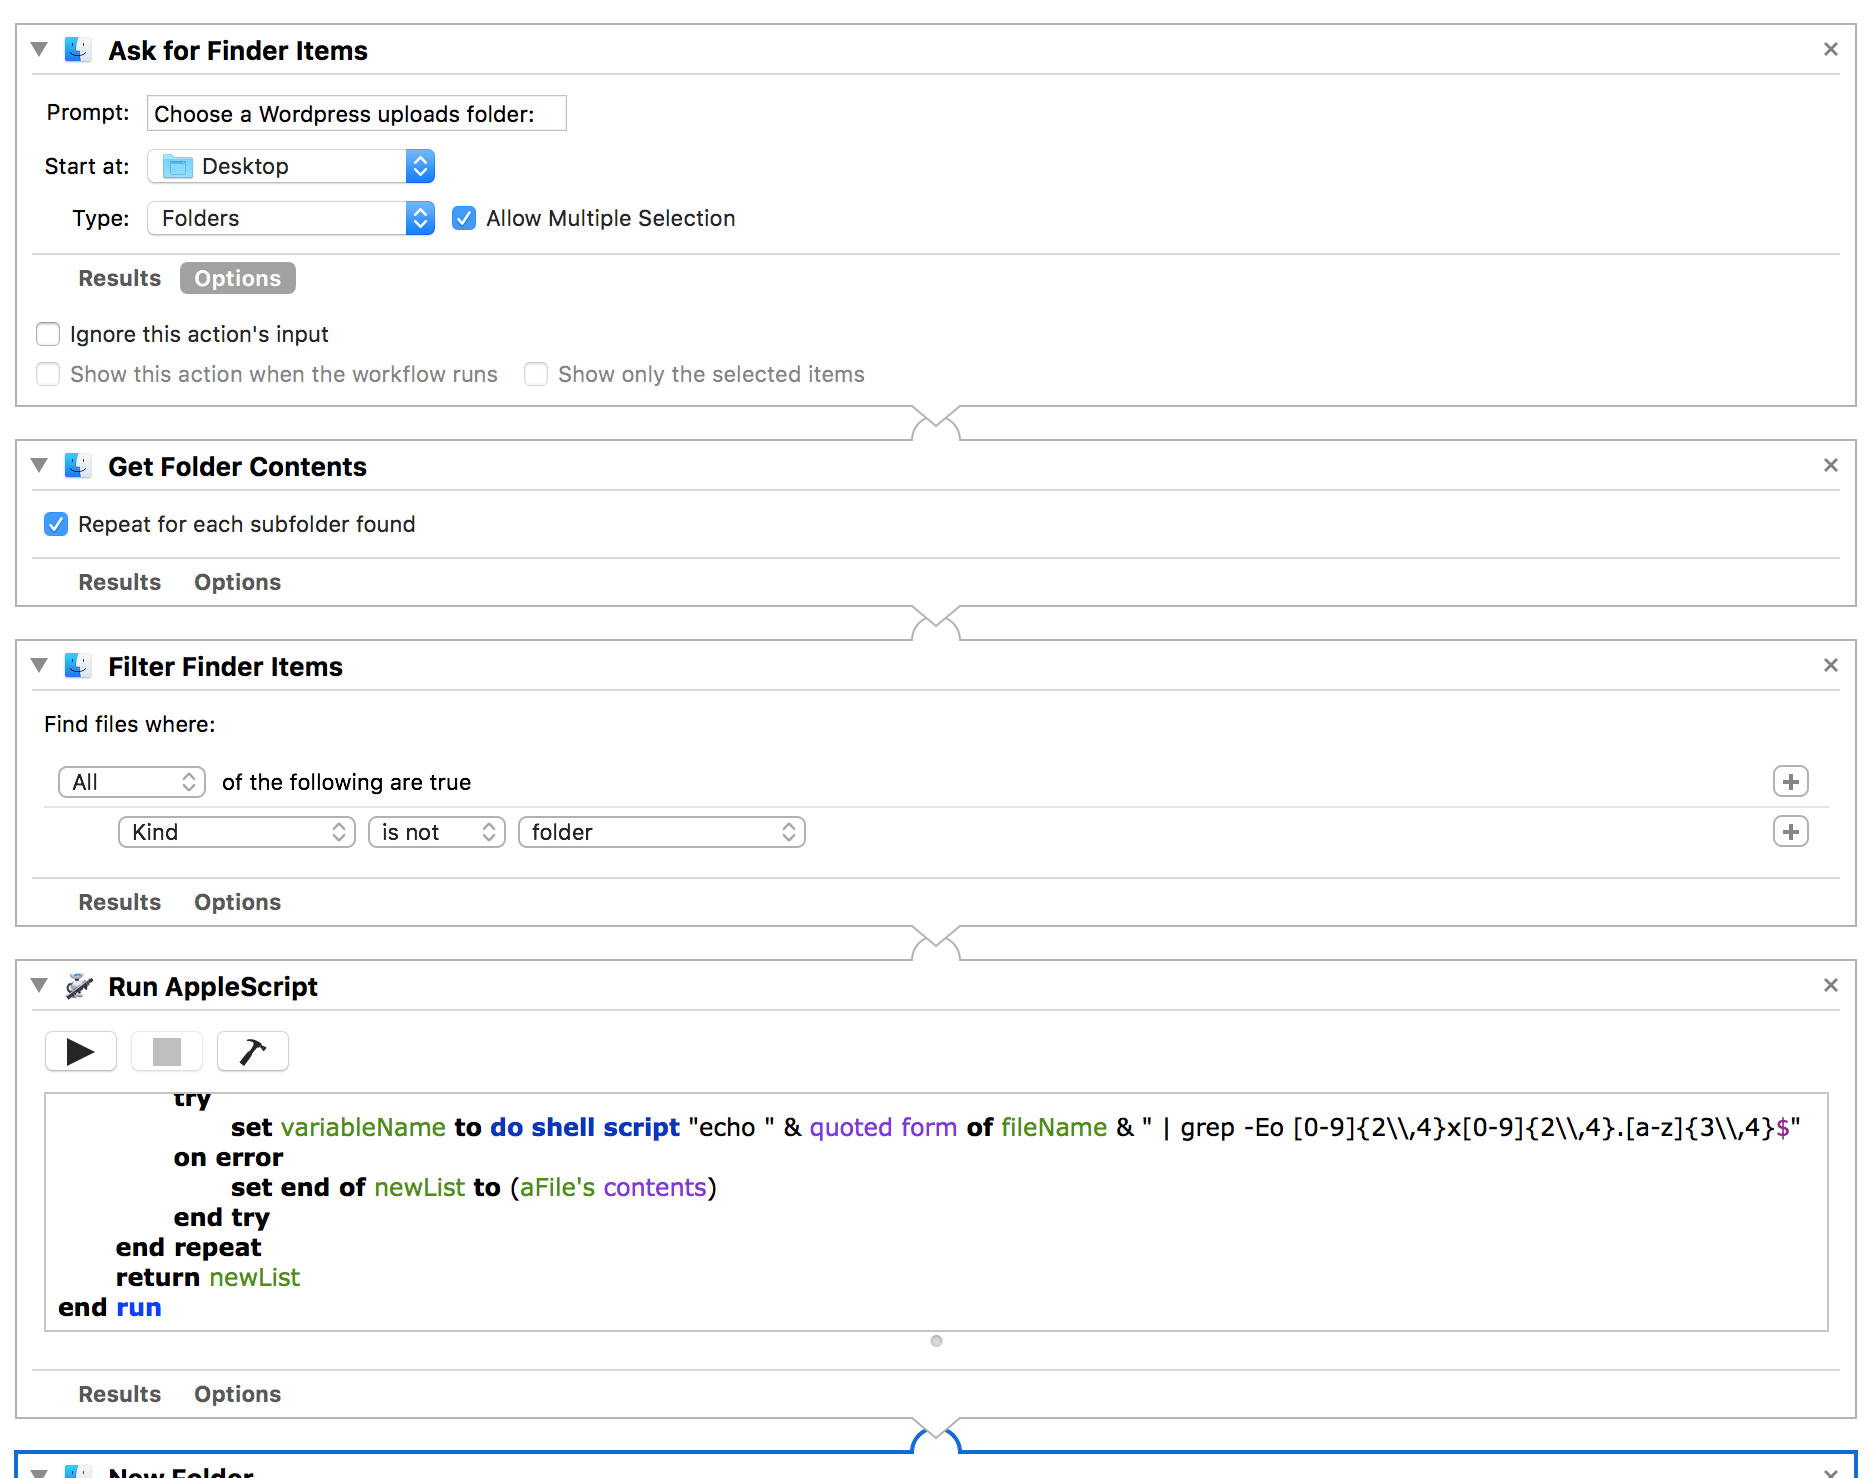 Ask for Finder Items
Prompt: Choose a Wordpress uploads folder:
Start at: Desktop
Type: Folders Allow Multiple Selection
Results Options
Ignore this action's input
Show this action when the workflow runs Show only the selected items
Get Folder Contents
Repeat for each subfolder found
Results Options
Filter Finder Items
Find files where:
All of the following are true
Kind is not folder
Results Options
Run AppleScript
try
set variableName to do shell script "echo " & quoted form of fileName & " | grep -Eo [0-9]{2\\,4}x[0-9]{2\\,4}.[a-z]{3\\,4}$"
on error
set end of newList to (aFile's contents)
end try
end repeat
return newList
end run
Results Options
New Folder